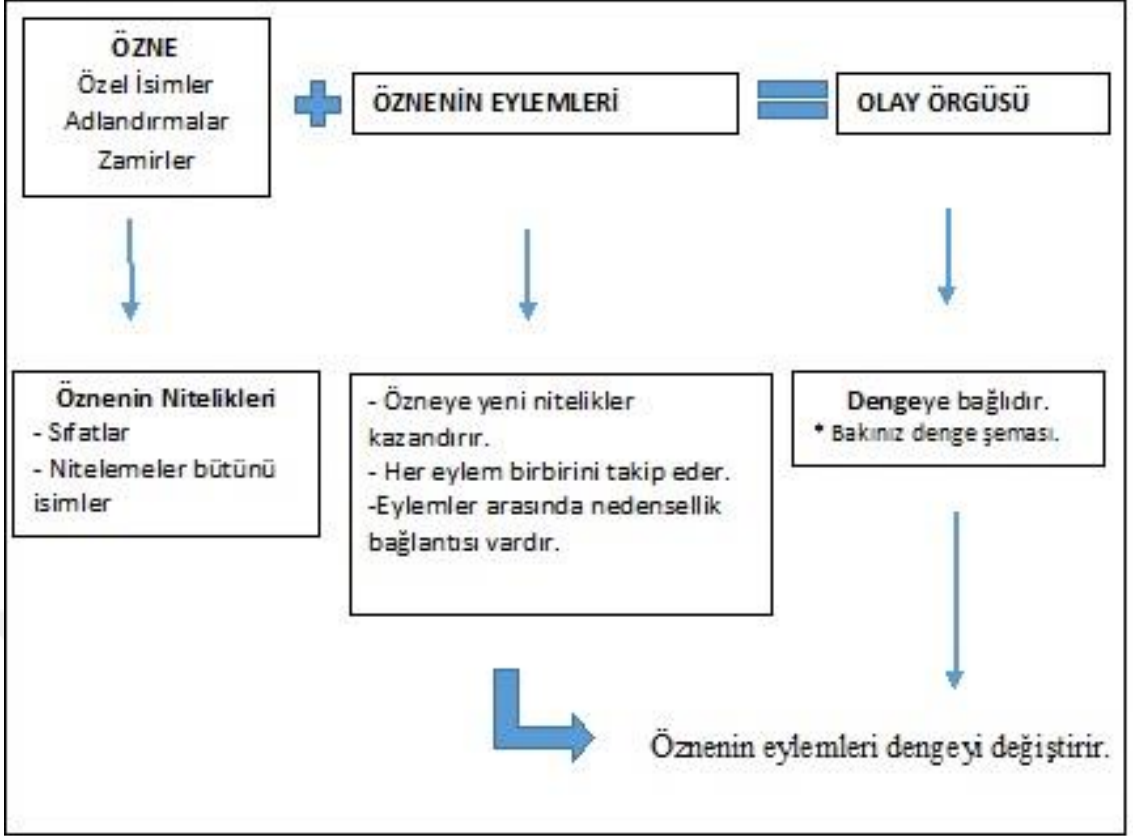 ÖZNE
Özel İsimler
Adlandırmalar
Zamirler
ÖZNENİN EYLEMLERİ
OLAY ÖRGÜSÜ
Öznenin Nitelikleri
- Sıfatlar
- Nitelemeler bütünü
isimler
- Özneye yeni nitelikler
kazandırır.
- Her eylem birbirini takip eder.
-Eylemler arasında nedensellik
bağlantısı vardır.
Dengeye bağlıdır.
* Bakınız denge şeması.
Öznenin eylemleri dengeyi değiştirir.